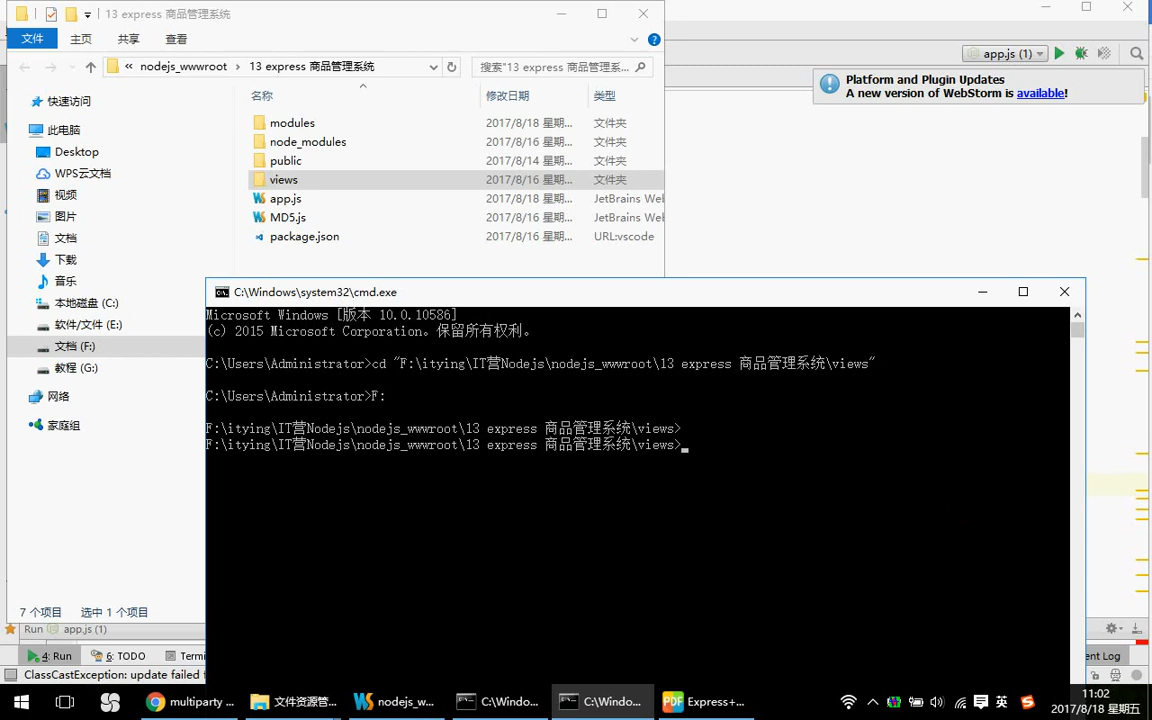 13 express 商品管理系统
文件 主页 共享 查看
« nodejs_wwwroot › 13 express 商品管理系统
搜索"13 express 商品管理系...
app.js (1)
Platform and Plugin Updates
A new version of WebStorm is available!
名称 修改日期 类型
快速访问
此电脑
Desktop
WPS云文档
视频
图片
文档
下载
音乐
本地磁盘 (C:)
软件/文件 (E:)
文档 (F:)
教程 (G:)
网络
家庭组
modules 2017/8/18 星期... 文件夹
node_modules 2017/8/16 星期... 文件夹
public 2017/8/14 星期... 文件夹
views 2017/8/16 星期... 文件夹
app.js 2017/8/18 星期... JetBrains Wel
MD5.js 2017/8/16 星期... JetBrains Wel
package.json 2017/8/16 星期... URL:vscode
7 个项目 选中 1 个项目
C:\Windows\system32\cmd.exe
Microsoft Windows [版本 10.0.10586]
(c) 2015 Microsoft Corporation。保留所有权利。
C:\Users\Administrator>cd "F:\itying\IT营Nodejs\nodejs_wwwroot\13 express 商品管理系统\views"
C:\Users\Administrator>F:
F:\itying\IT营Nodejs\nodejs_wwwroot\13 express 商品管理系统\views>
F:\itying\IT营Nodejs\nodejs_wwwroot\13 express 商品管理系统\views>
Run app.js (1)
4: Run 6: TODO Termi
ent Log
ClassCastException: update failed f
multiparty ... 文件资源管... nodejs_w... C:\Windo... C:\Windo... Express+...
英
11:02
2017/8/18 星期五